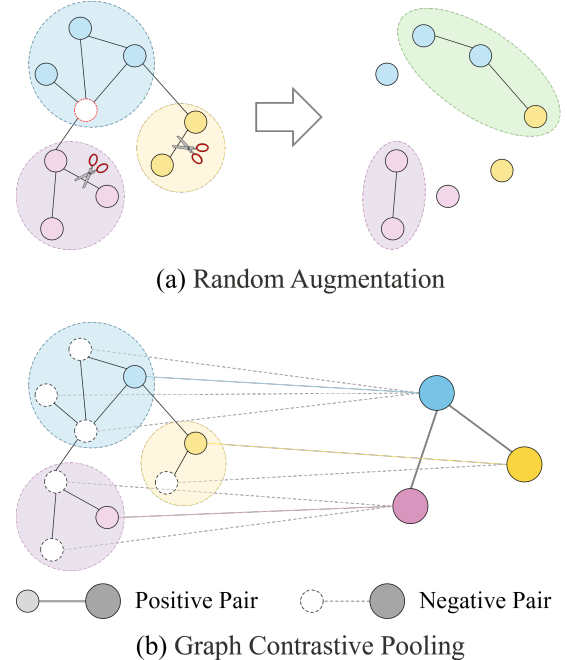 (a) Random Augmentation
Positive Pair
Negative Pair
(b) Graph Contrastive Pooling